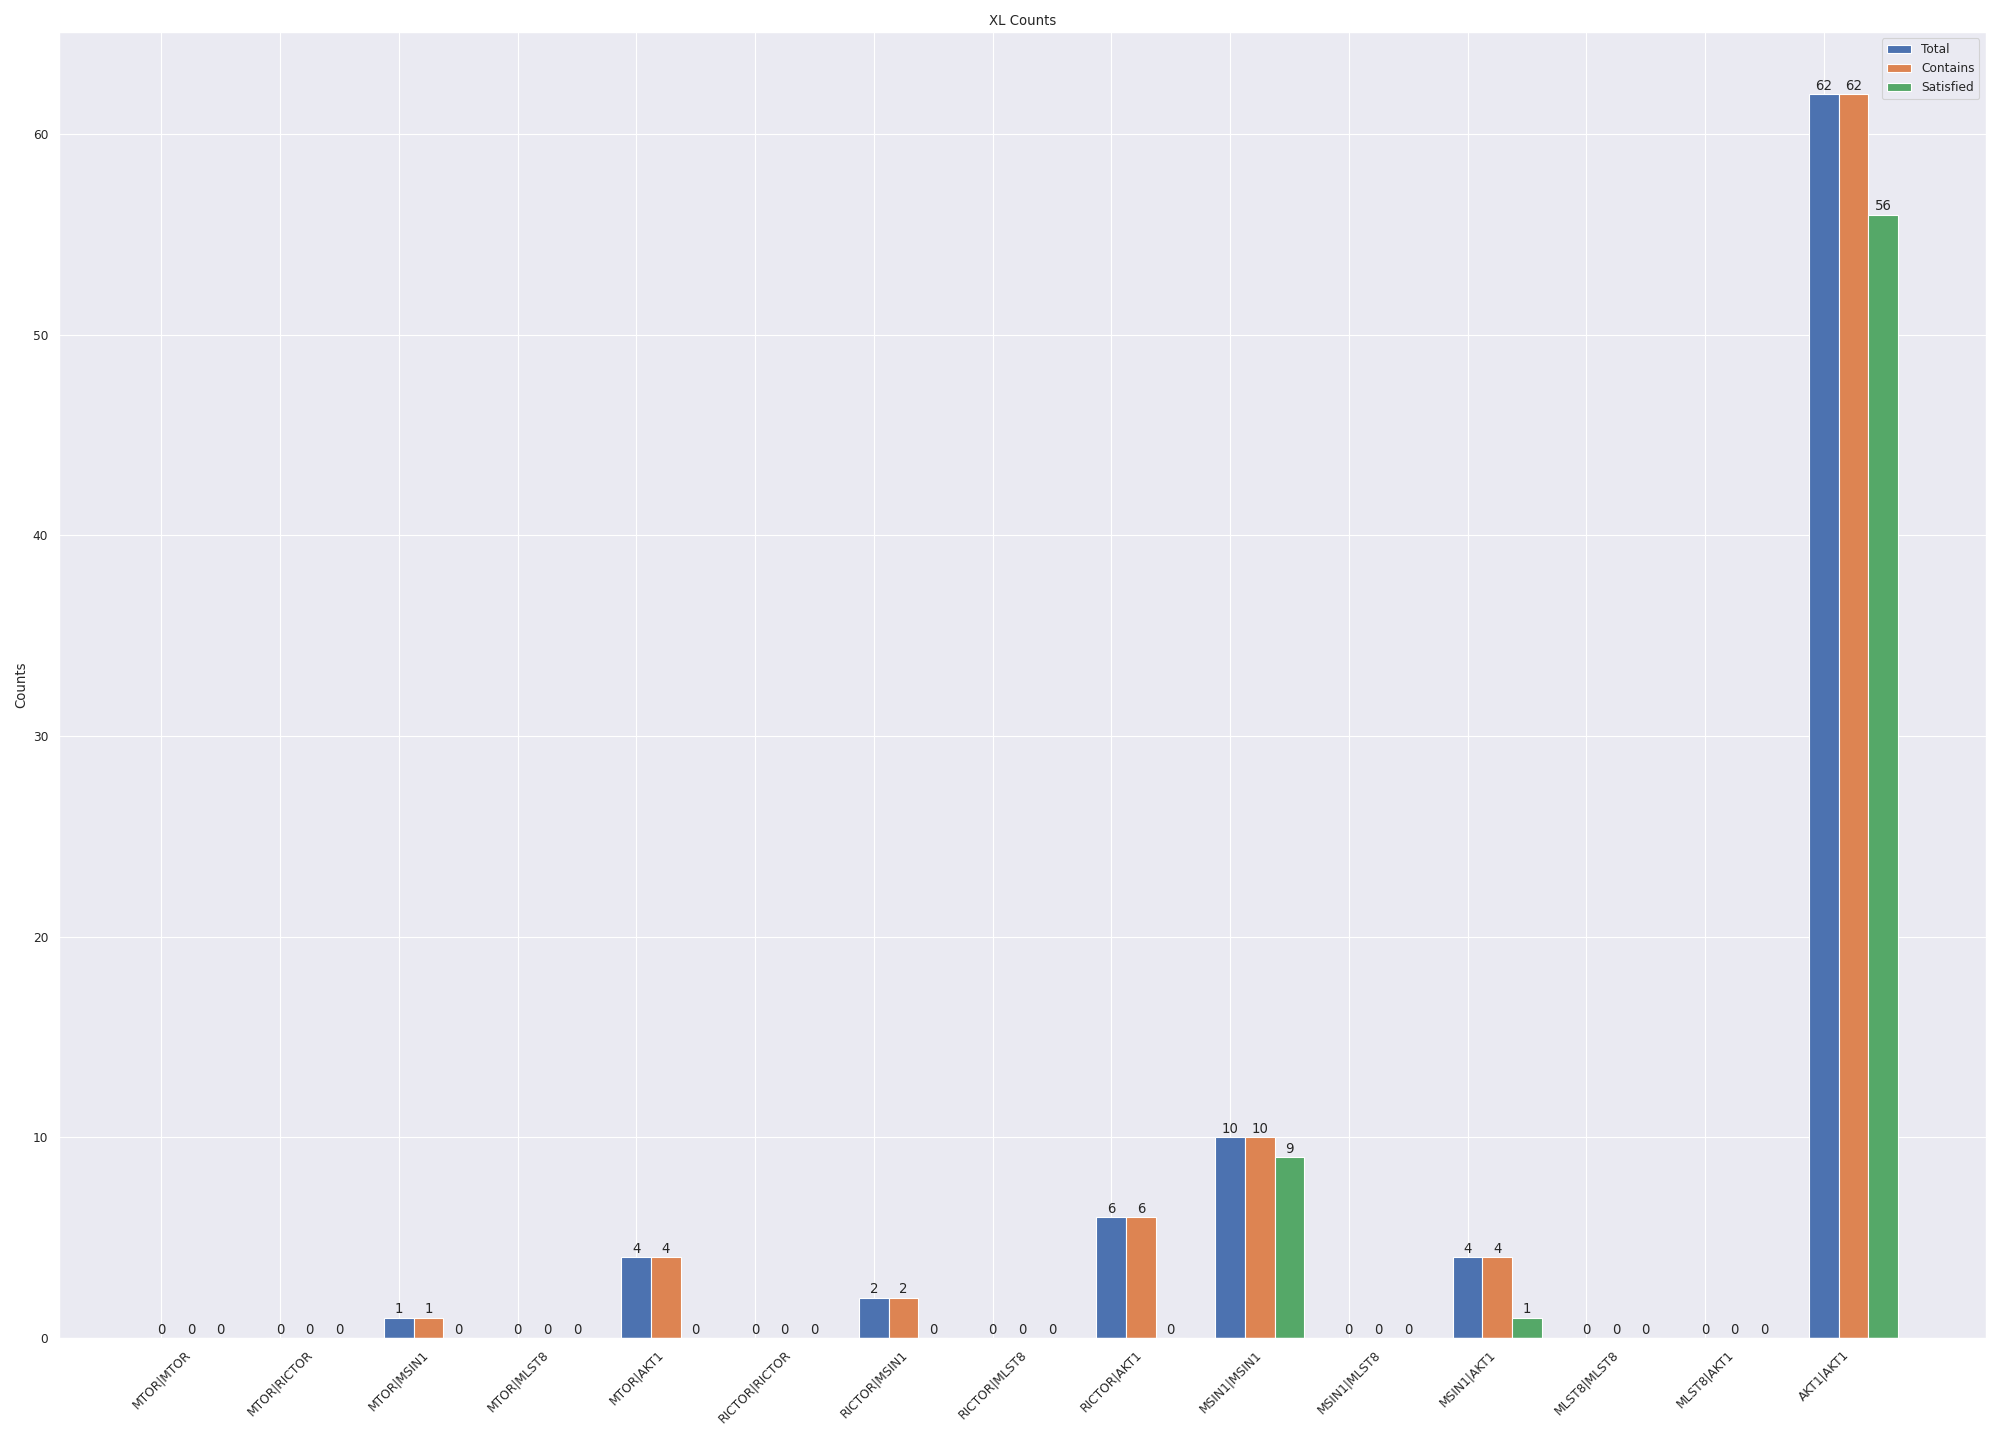 XL Counts
Total
Contains
Satisfied
Counts
60
50
40
30
20
10
0
62 62 56
10 10 9
6 6 0
4 4 0
4 4 1
2 2 0
1 1 0
0 0 0
0 0 0
0 0 0
0 0 0
0 0 0
0 0 0
0 0 0
0 0 0
MTOR|MTOR
MTOR|RICTOR
MTOR|MSIN1
MTOR|MLST8
MTOR|AKT1
RICTOR|RICTOR
RICTOR|MSIN1
RICTOR|MLST8
RICTOR|AKT1
MSIN1|MSIN1
MSIN1|MLST8
MSIN1|AKT1
MLST8|MLST8
MLST8|AKT1
AKT1|AKT1